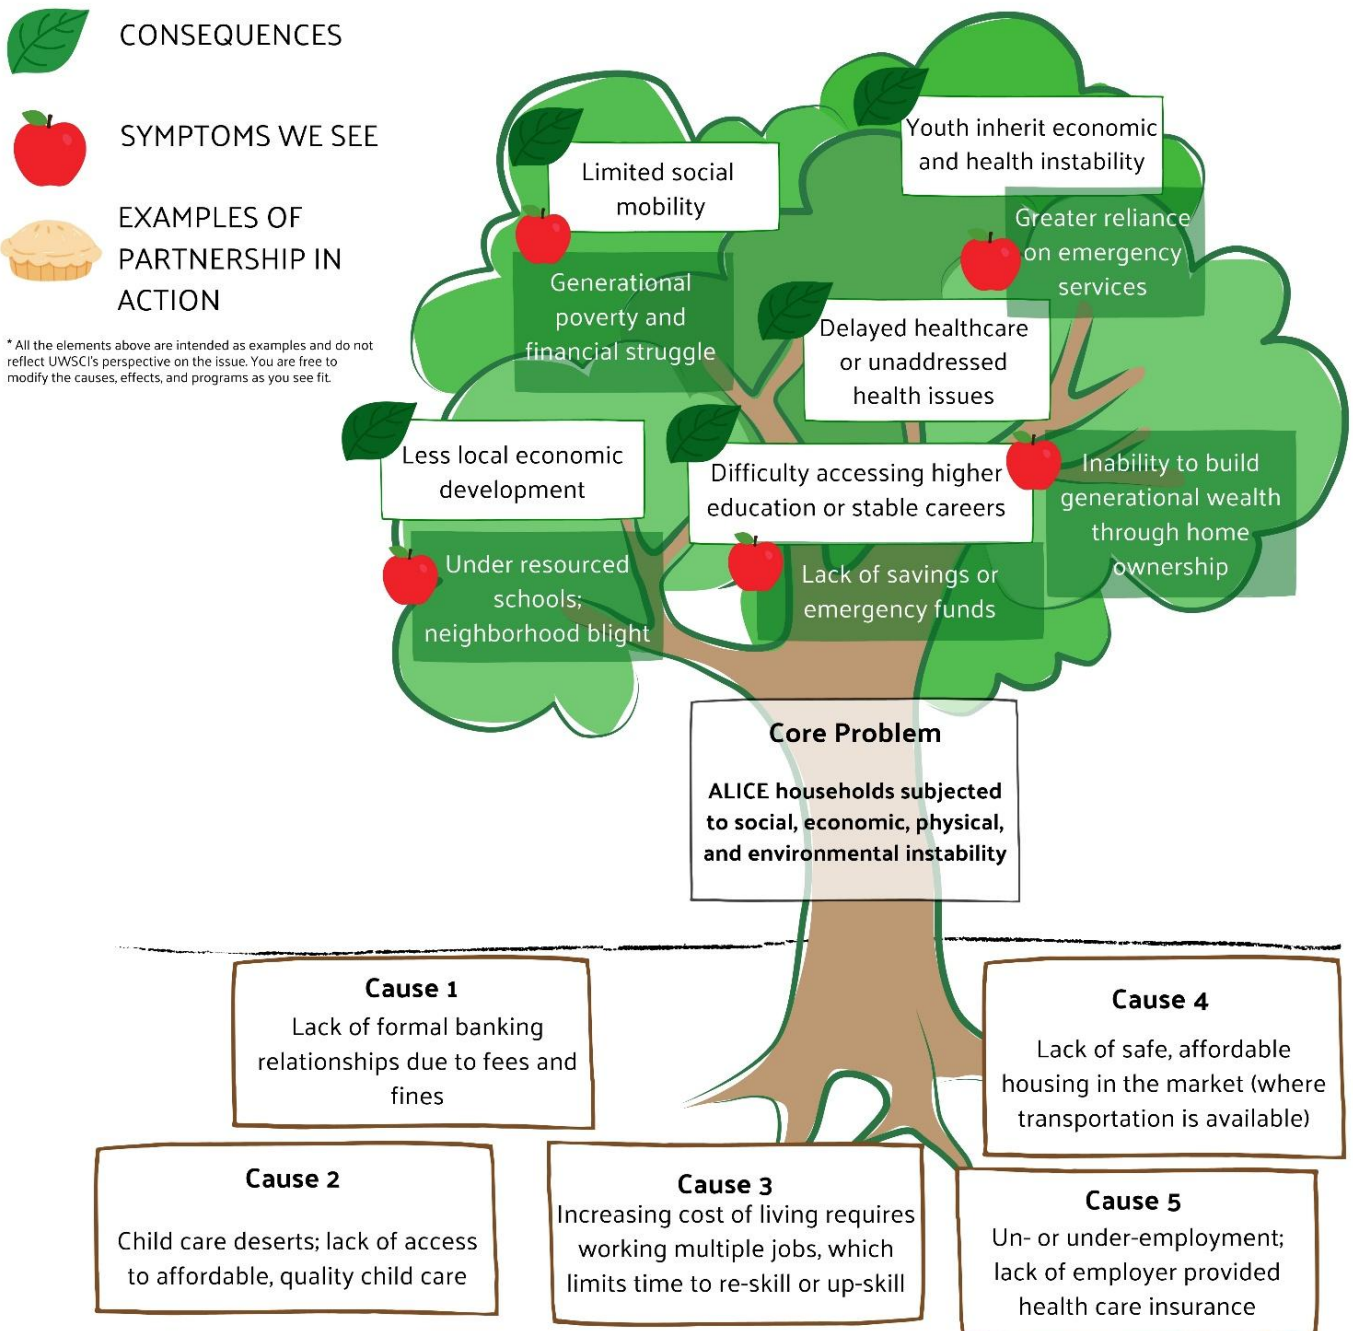 CONSEQUENCES
SYMPTOMS WE SEE
EXAMPLES OF
PARTNERSHIP IN
ACTION
* All the elements above are intended as examples and do not
reflect UWSCI's perspective on the issue. You are free to
modify the causes, effects, and programs as you see fit.
Youth inherit economic
and health instability
Limited social
mobility
Greater reliance
on emergency
services
Generational
poverty and
financial struggle
Delayed healthcare
or unaddressed
health issues
Less local economic
development
Difficulty accessing higher
education or stable careers
Inability to build
generational wealth
through home
ownership
Under resourced
schools;
neighborhood blight
Lack of savings or
emergency funds
Core Problem
ALICE households subjected
to social, economic, physical,
and environmental instability
Cause 1
Lack of formal banking
relationships due to fees and
fines
Cause 4
Lack of safe, affordable
housing in the market (where
transportation is available)
Cause 2
Child care deserts; lack of access
to affordable, quality child care
Cause 3
Increasing cost of living requires
working multiple jobs, which
limits time to re-skill or up-skill
Cause 5
Un- or under-employment;
lack of employer provided
health care insurance